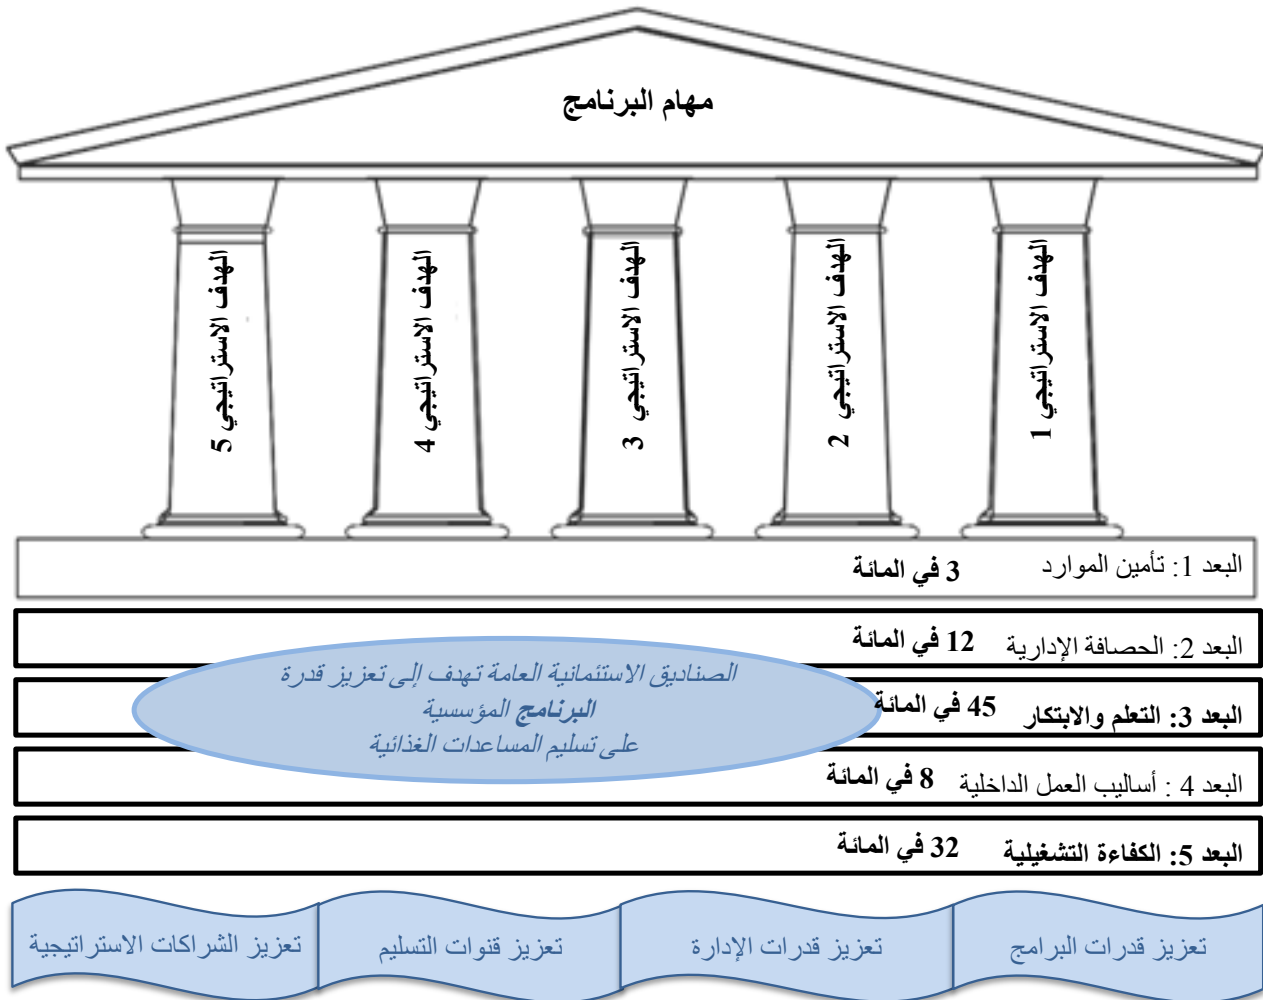 مهام البرنامج
الهدف الاستراتيجي 1
الهدف الاستراتيجي 2
الهدف الاستراتيجي 3
الهدف الاستراتيجي 4
الهدف الاستراتيجي 5
البعد 1: تأمين الموارد 3 في المائة
البعد 2: الحصافة الإدارية 12 في المائة
البعد 3: التعلم والابتكار 45 في المائة
البعد 4 : أساليب العمل الداخلية 8 في المائة
البعد 5: الكفاءة التشغيلية 32 في المائة
الصناديق الاستئمانية العامة تهدف إلى تعزيز قدرة
البرنامج المؤسسية
على تسليم المساعدات الغذائية
تعزيز قدرات البرامج
تعزيز قدرات الإدارة
تعزيز قنوات التسليم
تعزيز الشراكات الاستراتيجية